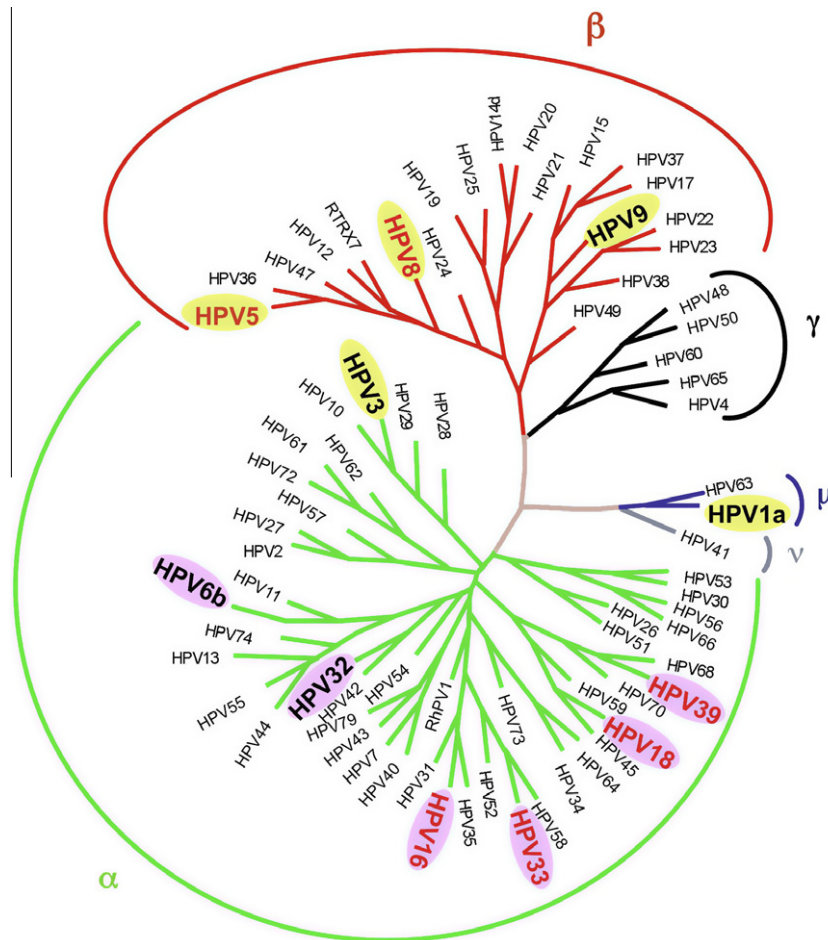 β
HPV14d
HPV20
HPV15
HPV21
HPV25
HPV19
HPV37
HPV17
HPV9
HPV22
HPV23
HPV38
HPV49
RTRX7
HPV8
HPV24
HPV12
HPV47
HPV36
HPV5
HPV48
HPV50
γ
HPV60
HPV65
HPV4
HPV3
HPV10
HPV29
HPV28
HPV61
HPV62
HPV72
HPV57
HPV27
HPV2
HPV63
μ
HPV1a
HPV41
ν
HPV6b
HPV11
HPV74
HPV13
HPV55
HPV44
HPV32
HPV42
HPV54
HPV79
HPV43
HPV7
HPV40
RhPV1
HPV31
HPV16
HPV35
HPV52
HPV73
HPV33
HPV58
HPV34
HPV64
HPV45
HPV18
HPV59
HPV70
HPV39
HPV68
HPV53
HPV30
HPV56
HPV66
HPV26
HPV51
α